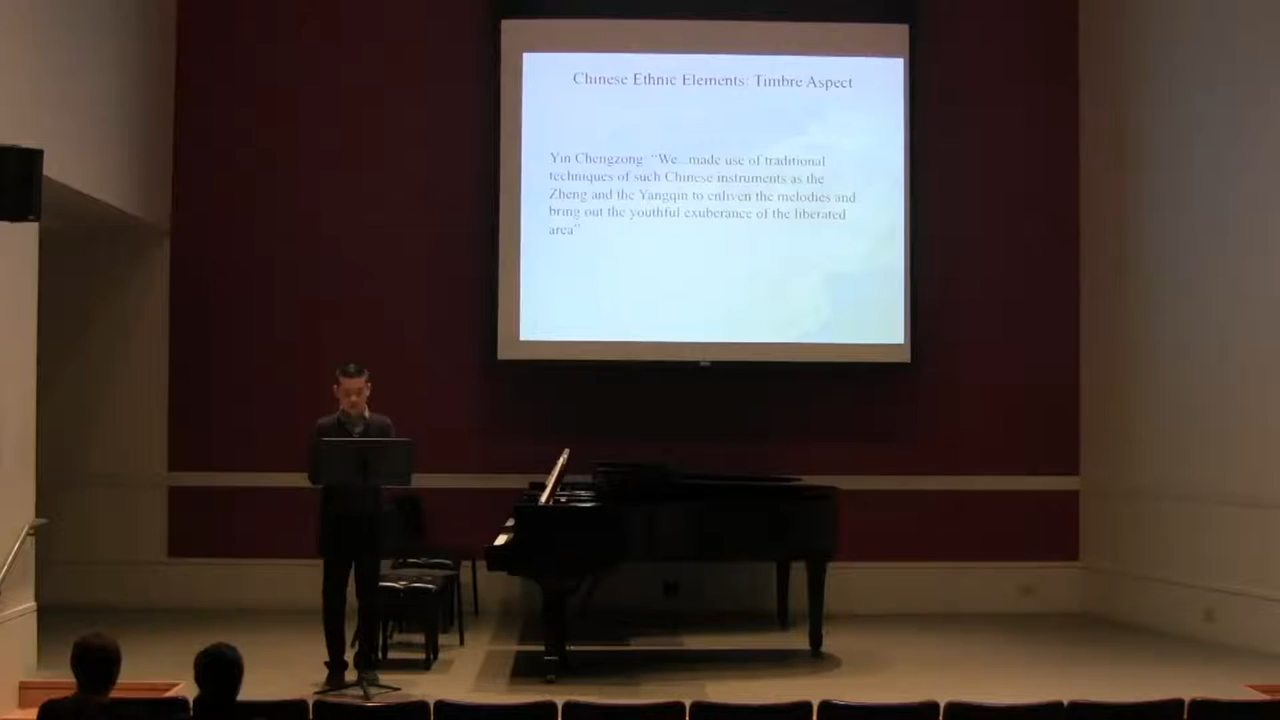 Chinese Ethnic Elements: Timbre Aspect
Yin Chengzong: “We...made use of traditional
techniques of such Chinese instruments as the
Zheng and the Yangqin to enliven the melodies and
bring out the youthful exuberance of the liberated
area”